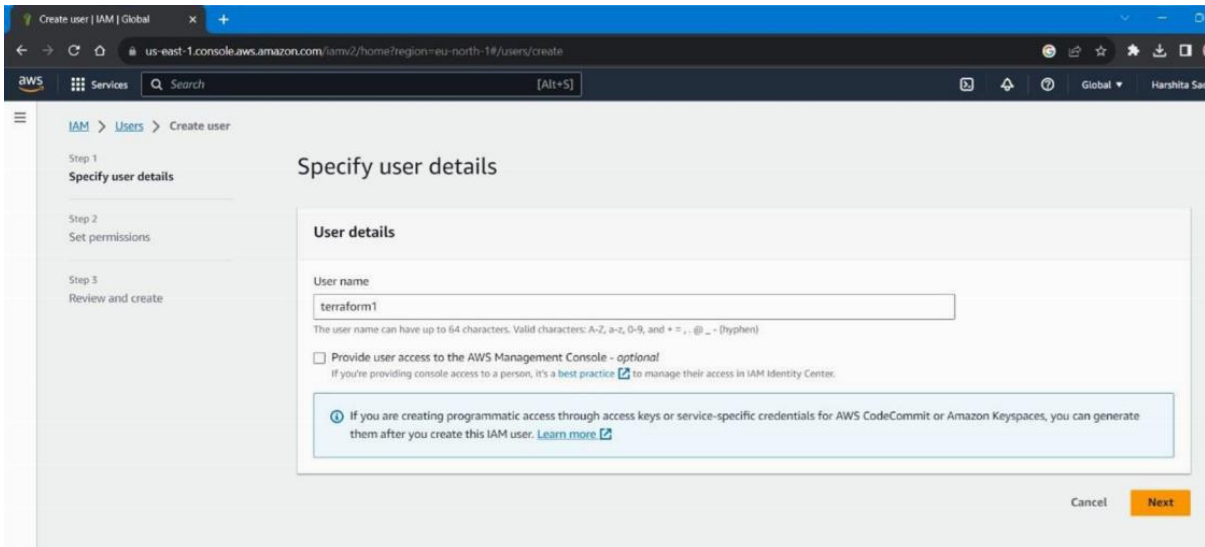 Create user | IAM | Global
us-east-1.console.aws.amazon.com/iamv2/home?region=eu-north-1#/users/create
aws Services Search [Alt+S] Global Harshita
IAM > Users > Create user
Step 1
Specify user details
Step 2
Set permissions
Step 3
Review and create
Specify user details
User details
User name
terraform1
The user name can have up to 64 characters. Valid characters: A-Z, a-z, 0-9, and + = , . @ _ - (hyphen)
Provide user access to the AWS Management Console - optional
If you're providing console access to a person, it's a best practice to manage their access in IAM Identity Center.
If you are creating programmatic access through access keys or service-specific credentials for AWS CodeCommit or Amazon Keyspaces, you can generate
them after you create this IAM user. Learn more
Cancel Next